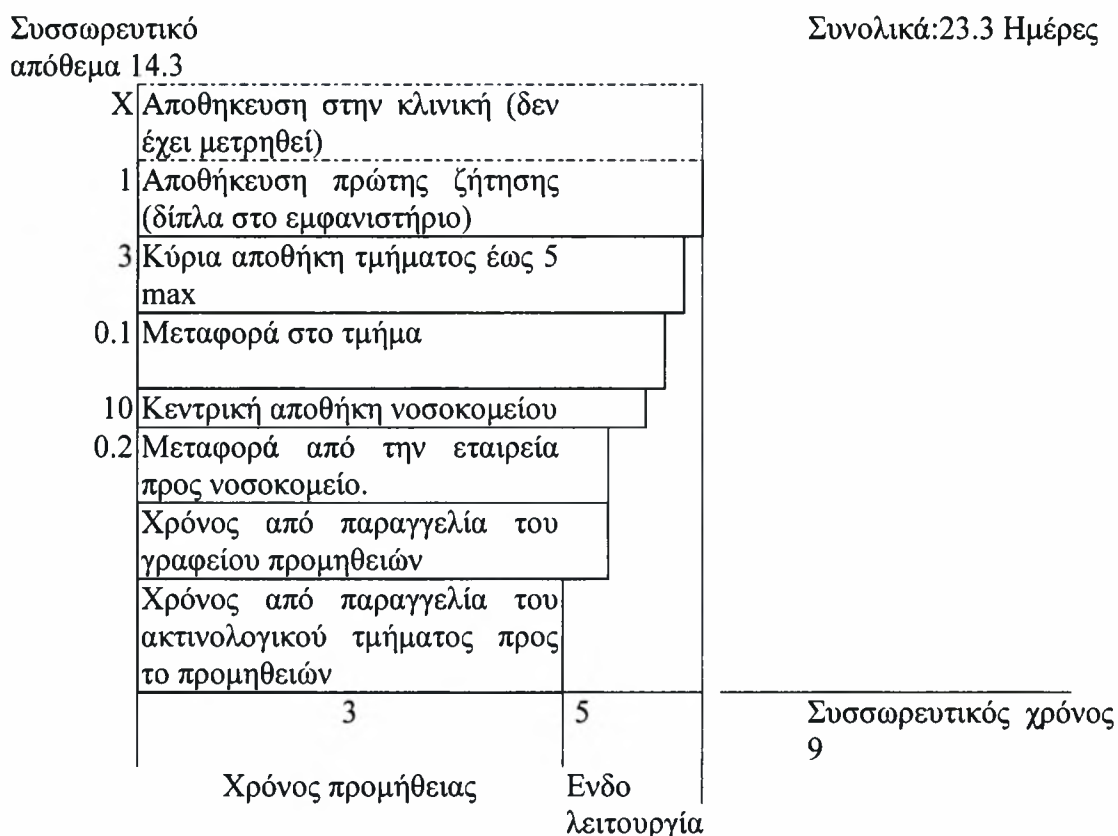 Συσσωρευτικό
απόθεμα 14.3
Συνολικά:23.3 Ημέρες
Χ Αποθηκευση στην κλινική (δεν
έχει μετρηθεί)
1 Αποθήκευση πρώτης ζήτησης
(δίπλα στο εμφανιστήριο)
3 Κύρια αποθήκη τμήματος έως 5
max
0.1 Μεταφορά στο τμήμα
10 Κεντρική αποθήκη νοσοκομείου
0.2 Μεταφορά από την εταιρεία
προς νοσοκομείο.
Χρόνος από παραγγελία του
γραφείου προμηθειών
Χρόνος από παραγγελία του
ακτινολογικού τμήματος προς
το προμηθειών
3
5
Συσσωρευτικός χρόνος
9
Χρόνος προμήθειας
Ενδο
λειτουργία